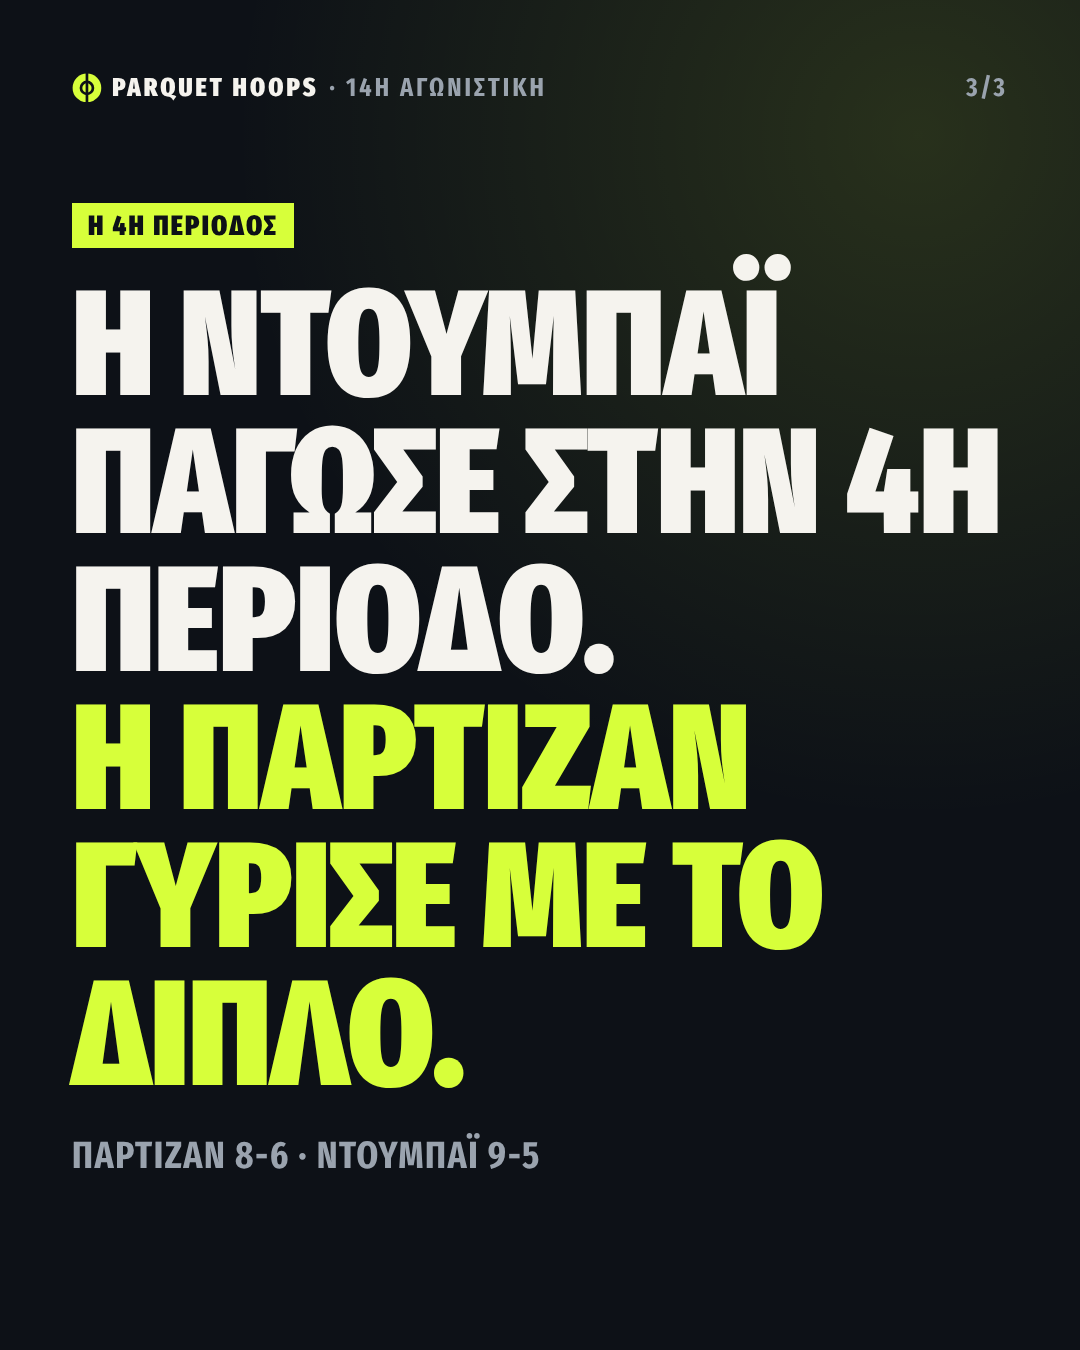 PARQUET HOOPS · 14Η ΑΓΩΝΙΣΤΙΚΗ 3/3
Η 4Η ΠΕΡΙΟΔΟΣ
Η ΝΤΟΥΜΠΑΪ
ΠΑΓΩΣΕ ΣΤΗΝ 4Η
ΠΕΡΙΟΔΟ.
Η ΠΑΡΤΙΖΑΝ
ΓΥΡΙΣΕ ΜΕ ΤΟ
ΔΙΠΛΟ.
ΠΑΡΤΙΖΑΝ 8-6 · ΝΤΟΥΜΠΑΪ 9-5